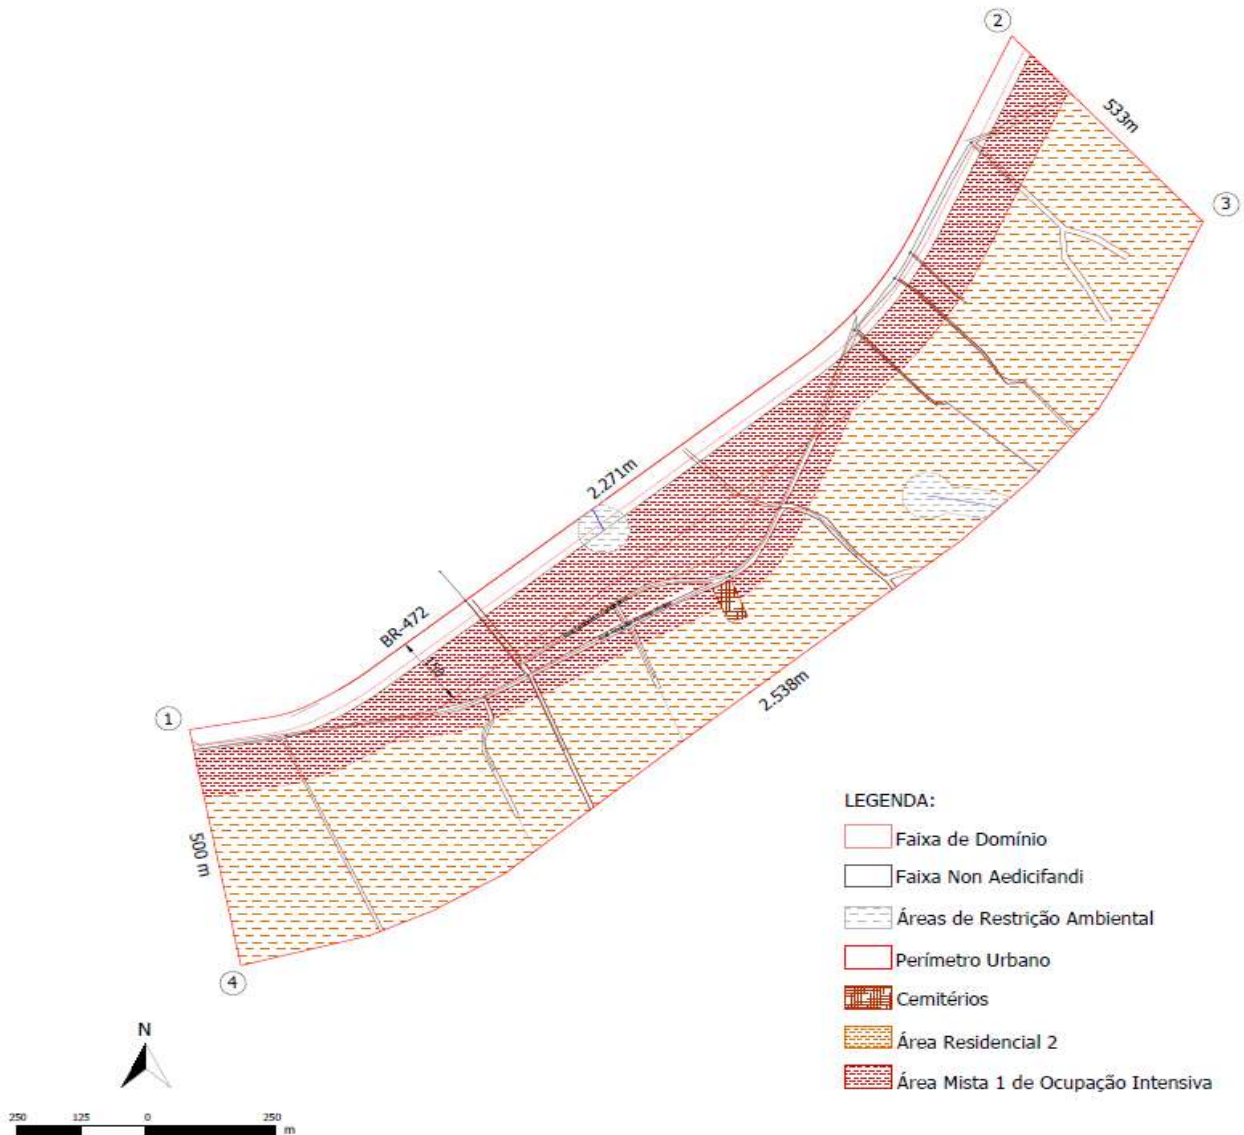 2
533m
3
2.271m
BR-472
1
2.538m
500 m
4
LEGENDA:
Faixa de Domínio
Faixa Non Aedicifandi
Áreas de Restrição Ambiental
Perímetro Urbano
Cemitérios
Área Residencial 2
Área Mista 1 de Ocupação Intensiva
N
250 125 0 250
m